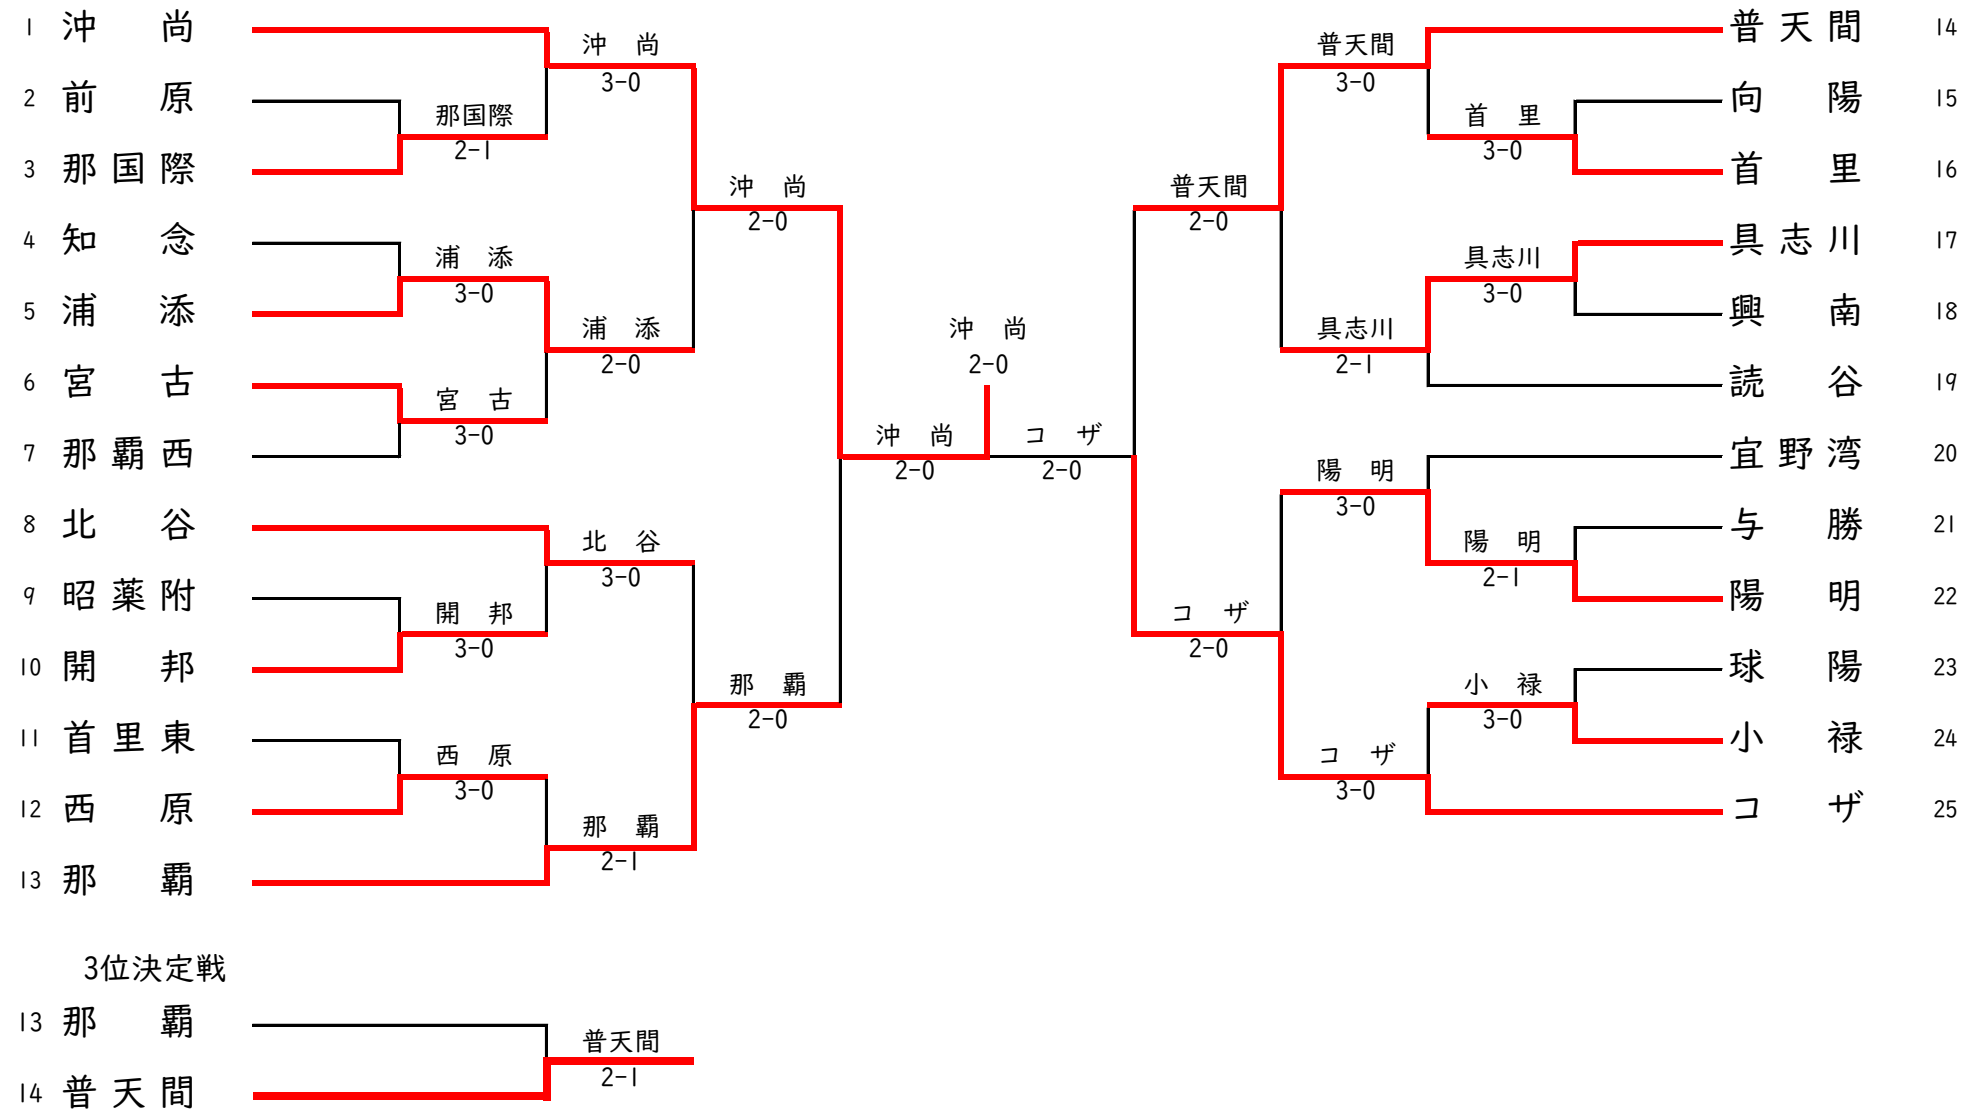 1 沖 尚
2 前 原
3 那国際
4 知 念
5 浦 添
6 宮 古
7 那覇西
8 北 谷
9 昭薬附
10 開 邦
11 首里東
12 西 原
13 那 覇
那国際
2-1
浦 添
3-0
宮 古
3-0
開 邦
3-0
西 原
3-0
沖 尚
3-0
浦 添
2-0
北 谷
3-0
那 覇
2-1
沖 尚
2-0
那 覇
2-0
沖 尚
2-0
沖 尚
2-0
コ ザ
2-0
普天間
2-0
コ ザ
2-0
普天間
3-0
具志川
2-1
陽 明
3-0
コ ザ
3-0
首 里
3-0
具志川
3-0
陽 明
2-1
小 禄
3-0
普天間 14
向 陽 15
首 里 16
具志川 17
興 南 18
読 谷 19
宜野湾 20
与 勝 21
陽 明 22
球 陽 23
小 禄 24
コ ザ 25
3位決定戦
13 那 覇
14 普天間
普天間
2-1